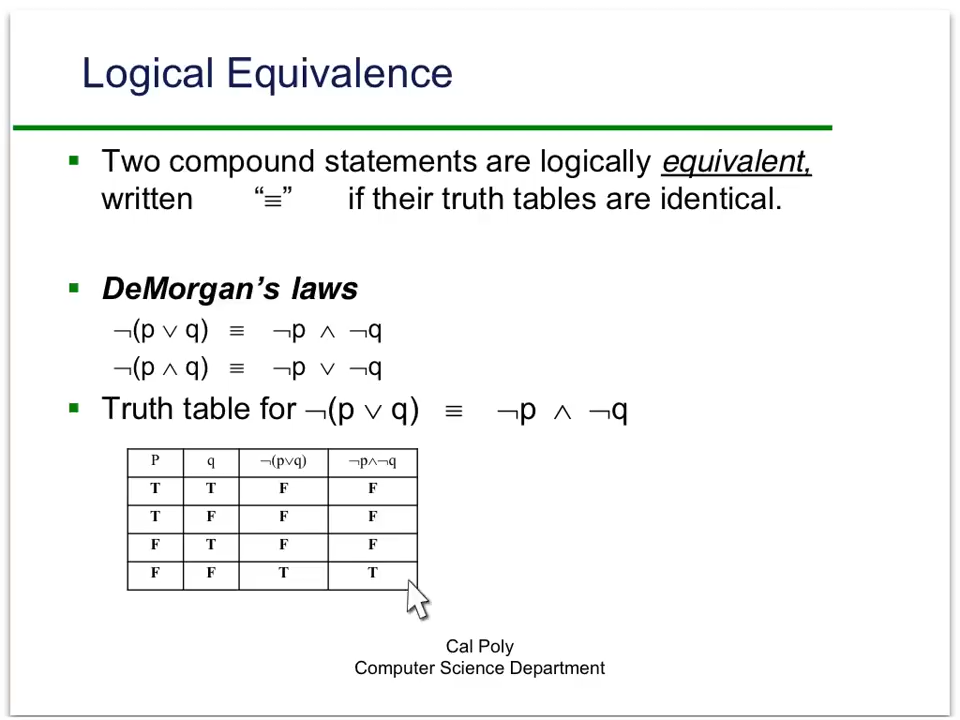 Logical Equivalence
▪ Two compound statements are logically equivalent,
written “≡” if their truth tables are identical.
▪ DeMorgan’s laws
¬(p ∨ q) ≡ ¬p ∧ ¬q
¬(p ∧ q) ≡ ¬p ∨ ¬q
▪ Truth table for ¬(p ∨ q) ≡ ¬p ∧ ¬q
P q ¬(p∨q) ¬p∧¬q
T T F F
T F F F
F T F F
F F T T
Cal Poly
Computer Science Department